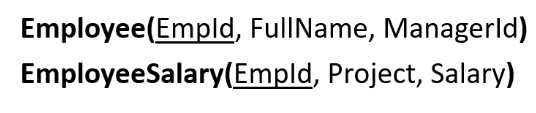 Employee(EmpId, FullName, ManagerId)
EmployeeSalary(EmpId, Project, Salary)